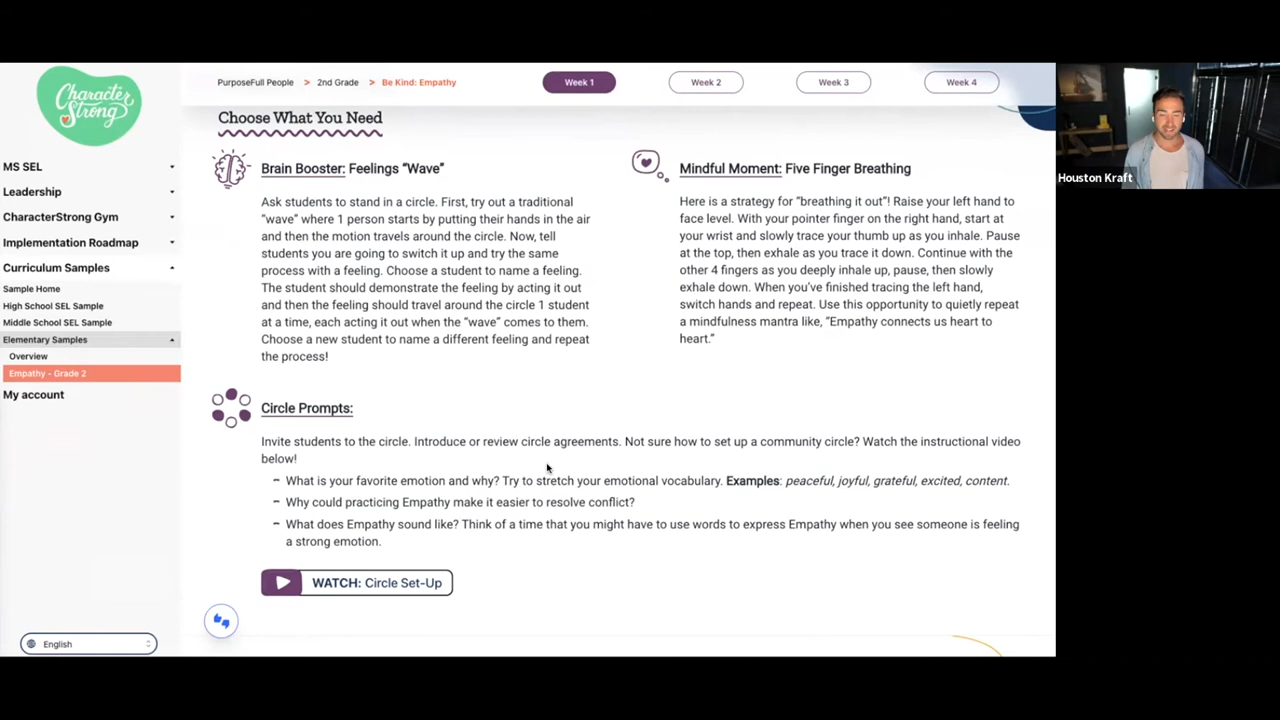 Character
Strong
MS SEL
Leadership
CharacterStrong Gym
Implementation Roadmap
Curriculum Samples
Sample Home
High School SEL Sample
Middle School SEL Sample
Elementary Samples
Overview
Empathy - Grade 2
My account
English
PurposeFull People > 2nd Grade > Be Kind: Empathy
Week 1
Week 2
Week 3
Week 4
Choose What You Need
Brain Booster: Feelings “Wave”
Ask students to stand in a circle. First, try out a traditional
“wave” where 1 person starts by putting their hands in the air
and then the motion travels around the circle. Now, tell
students you are going to switch it up and try the same
process with a feeling. Choose a student to name a feeling.
The student should demonstrate the feeling by acting it out
and then the feeling should travel around the circle 1 student
at a time, each acting it out when the “wave” comes to them.
Choose a new student to name a different feeling and repeat
the process!
Mindful Moment: Five Finger Breathing
Here is a strategy for “breathing it out”! Raise your left hand to
face level. With your pointer finger on the right hand, start at
your wrist and slowly trace your thumb up as you inhale. Pause
at the top, then exhale as you trace it down. Continue with the
other 4 fingers as you deeply inhale up, pause, then slowly
exhale down. When you’ve finished tracing the left hand,
switch hands and repeat. Use this opportunity to quietly repeat
a mindfulness mantra like, “Empathy connects us heart to
heart.”
Circle Prompts:
Invite students to the circle. Introduce or review circle agreements. Not sure how to set up a community circle? Watch the instructional video
below!
– What is your favorite emotion and why? Try to stretch your emotional vocabulary. Examples: peaceful, joyful, grateful, excited, content.
– Why could practicing Empathy make it easier to resolve conflict?
– What does Empathy sound like? Think of a time that you might have to use words to express Empathy when you see someone is feeling
a strong emotion.
WATCH: Circle Set-Up
Houston Kraft